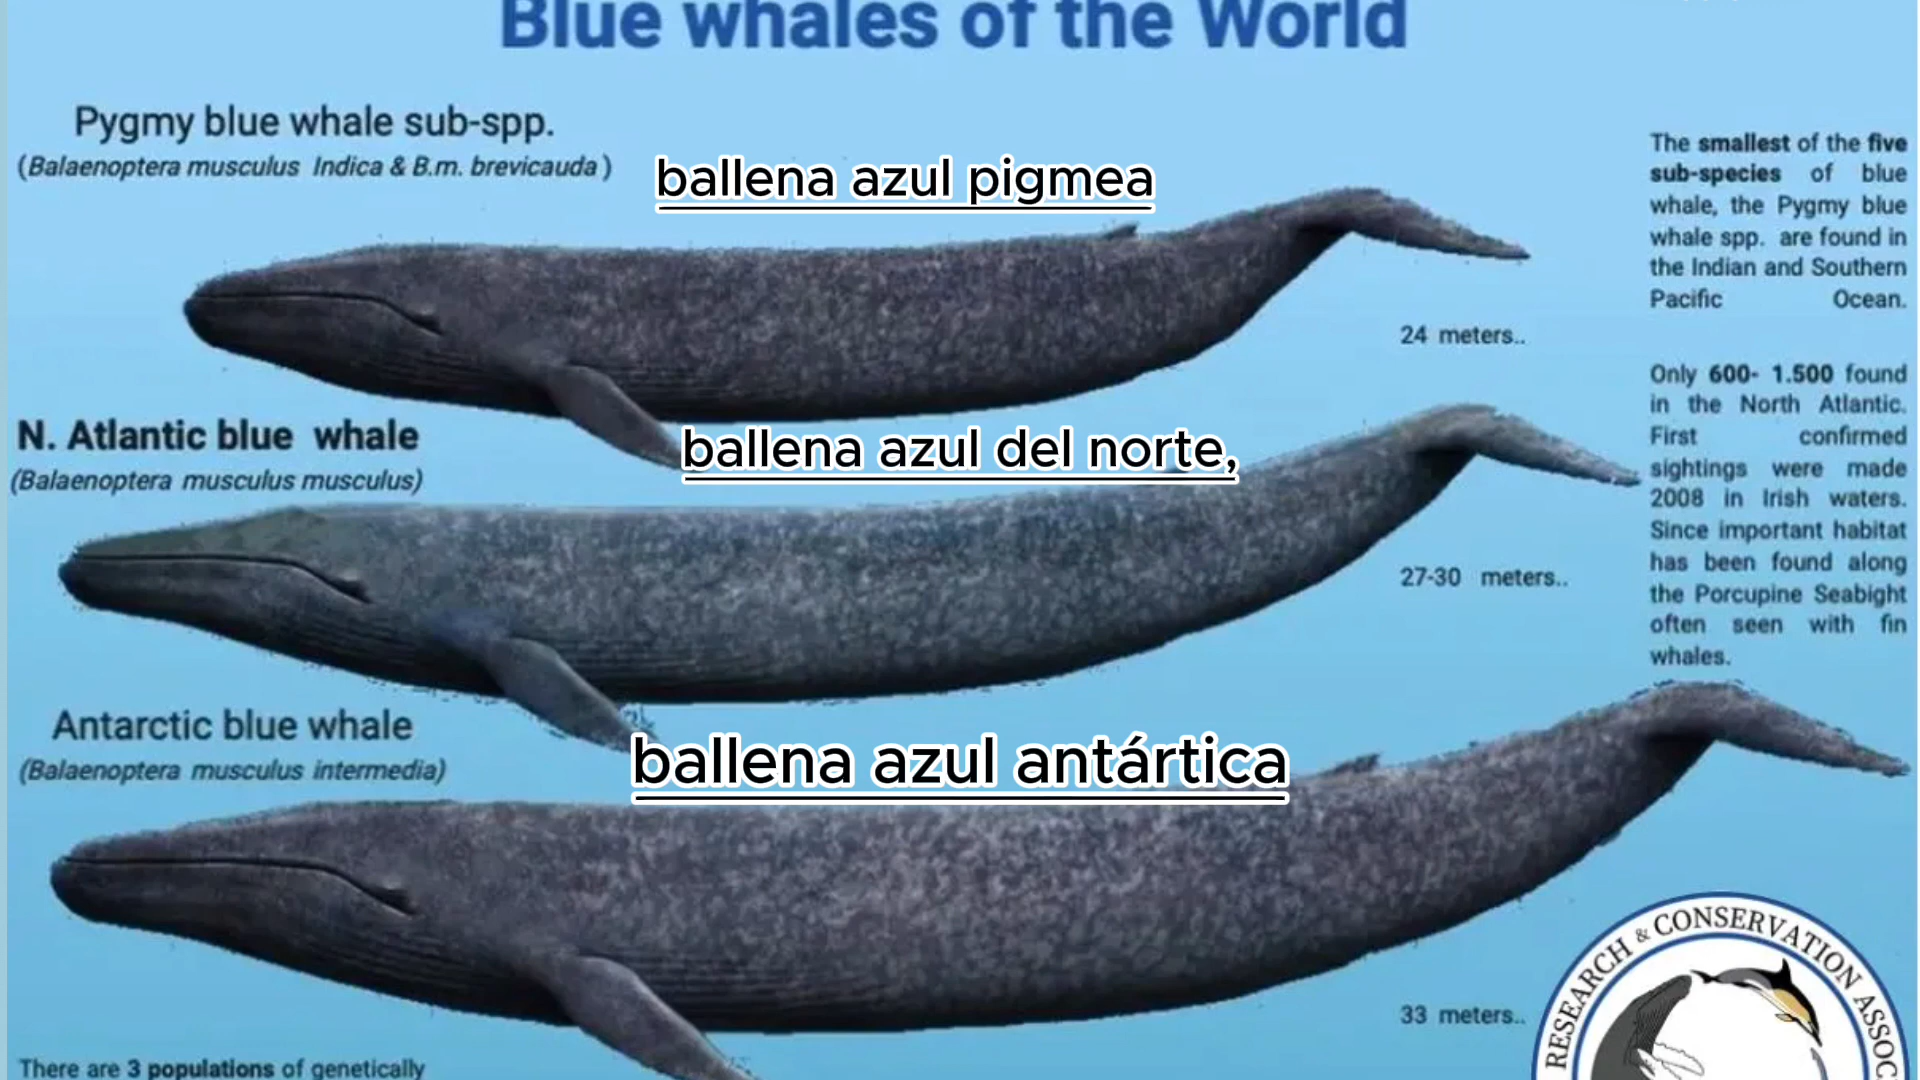 Blue whales of the World
Pygmy blue whale sub-spp.
(Balaenoptera musculus Indica & B.m. brevicauda )
ballena azul pigmea
24 meters..
The smallest of the five
sub-species of blue
whale, the Pygmy blue
whale spp. are found in
the Indian and Southern
Pacific Ocean.
N. Atlantic blue whale
(Balaenoptera musculus musculus)
ballena azul del norte,
27-30 meters..
Only 600- 1.500 found
in the North Atlantic.
First confirmed
sightings were made
2008 in Irish waters.
Since important habitat
has been found along
the Porcupine Seabight
often seen with fin
whales.
Antarctic blue whale
(Balaenoptera musculus intermedia)
ballena azul antártica
33 meters..
There are 3 populations of genetically
RESEARCH & CONSERVATION ASSOC